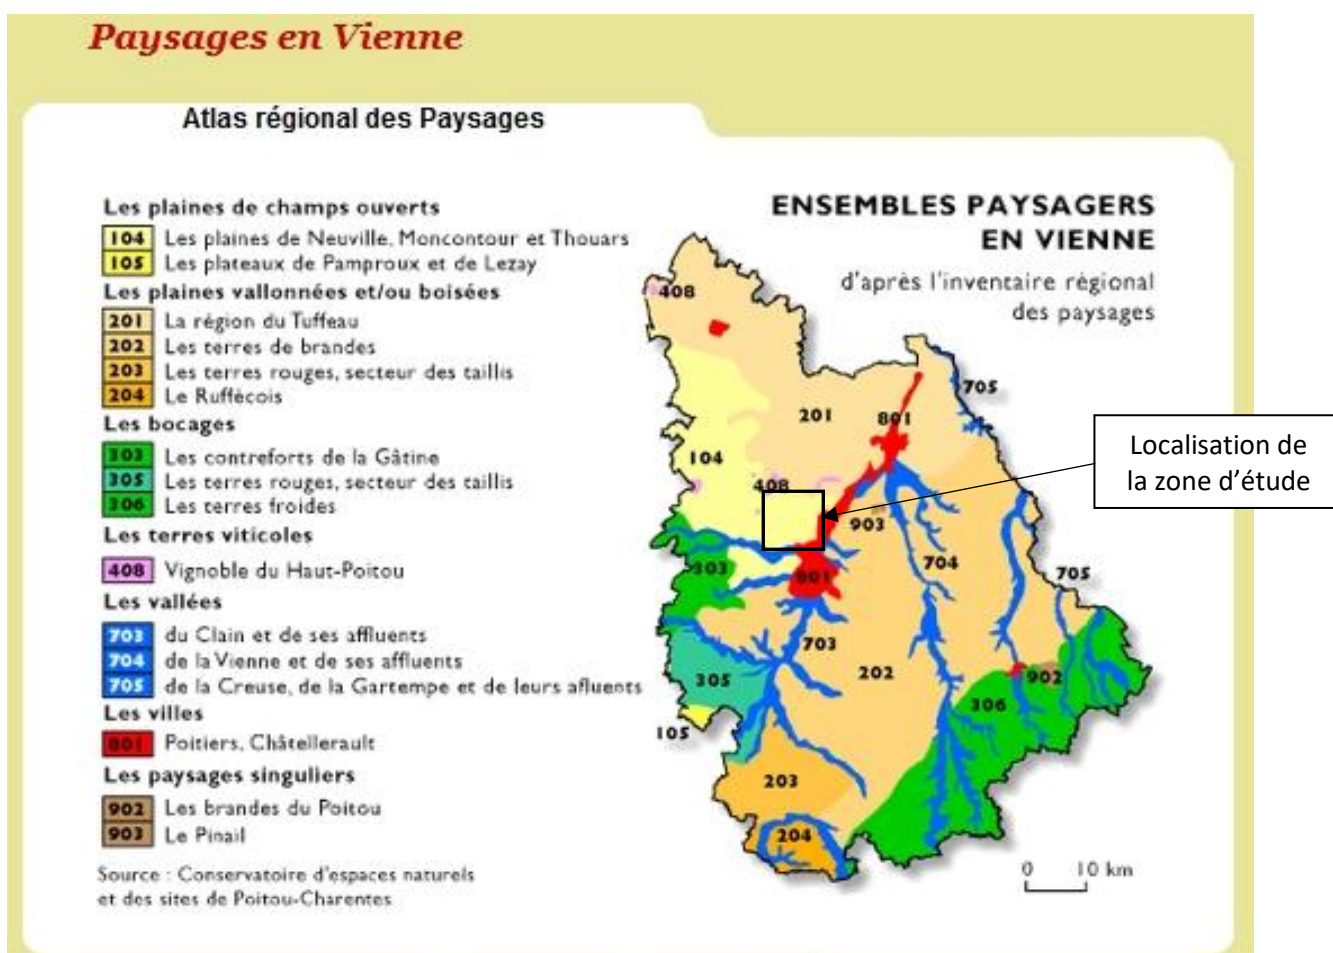 Paysages en Vienne
Atlas régional des Paysages
Les plaines de champs ouverts
104 Les plaines de Neuville, Moncontour et Thouars
105 Les plateaux de Pamproux et de Lezay
Les plaines vallonnées et/ou boisées
201 La région du Tuffeau
202 Les terres de brandes
203 Les terres rouges, secteur des taillis
204 Le Ruffécois
Les bocages
303 Les contreforts de la Gâtine
305 Les terres rouges, secteur des taillis
306 Les terres froides
Les terres viticoles
408 Vignoble du Haut-Poitou
Les vallées
703 du Clain et de ses affluents
704 de la Vienne et de ses affluents
705 de la Creuse, de la Gartempe et de leurs afluents
Les villes
801 Poitiers, Châtellerault
Les paysages singuliers
902 Les brandes du Poitou
903 Le Pinail
Source : Conservatoire d'espaces naturels
et des sites de Poitou-Charentes
ENSEMBLES PAYSAGERS
EN VIENNE
d'après l'inventaire régional
des paysages
408
705
201
801
104
408
903
303
801
704
705
703
305
202
902
306
105
203
204
0 10 km
Localisation de
la zone d'étude